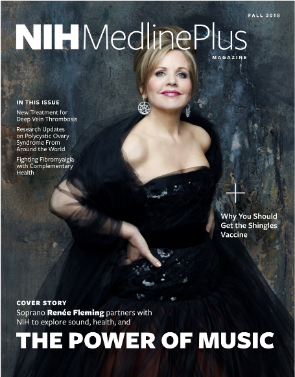 FALL 2018
NIH MedlinePlus
MAGAZINE
IN THIS ISSUE
New Treatment for
Deep Vein Thrombosis
Research Updates
on Polycystic Ovary
Syndrome From
Around the World
Fighting Fibromyalgia
with Complementary
Health
+
Why You Should
Get the Shingles
Vaccine
COVER STORY
Soprano Renée Fleming partners with
NIH to explore sound, health, and
THE POWER OF MUSIC